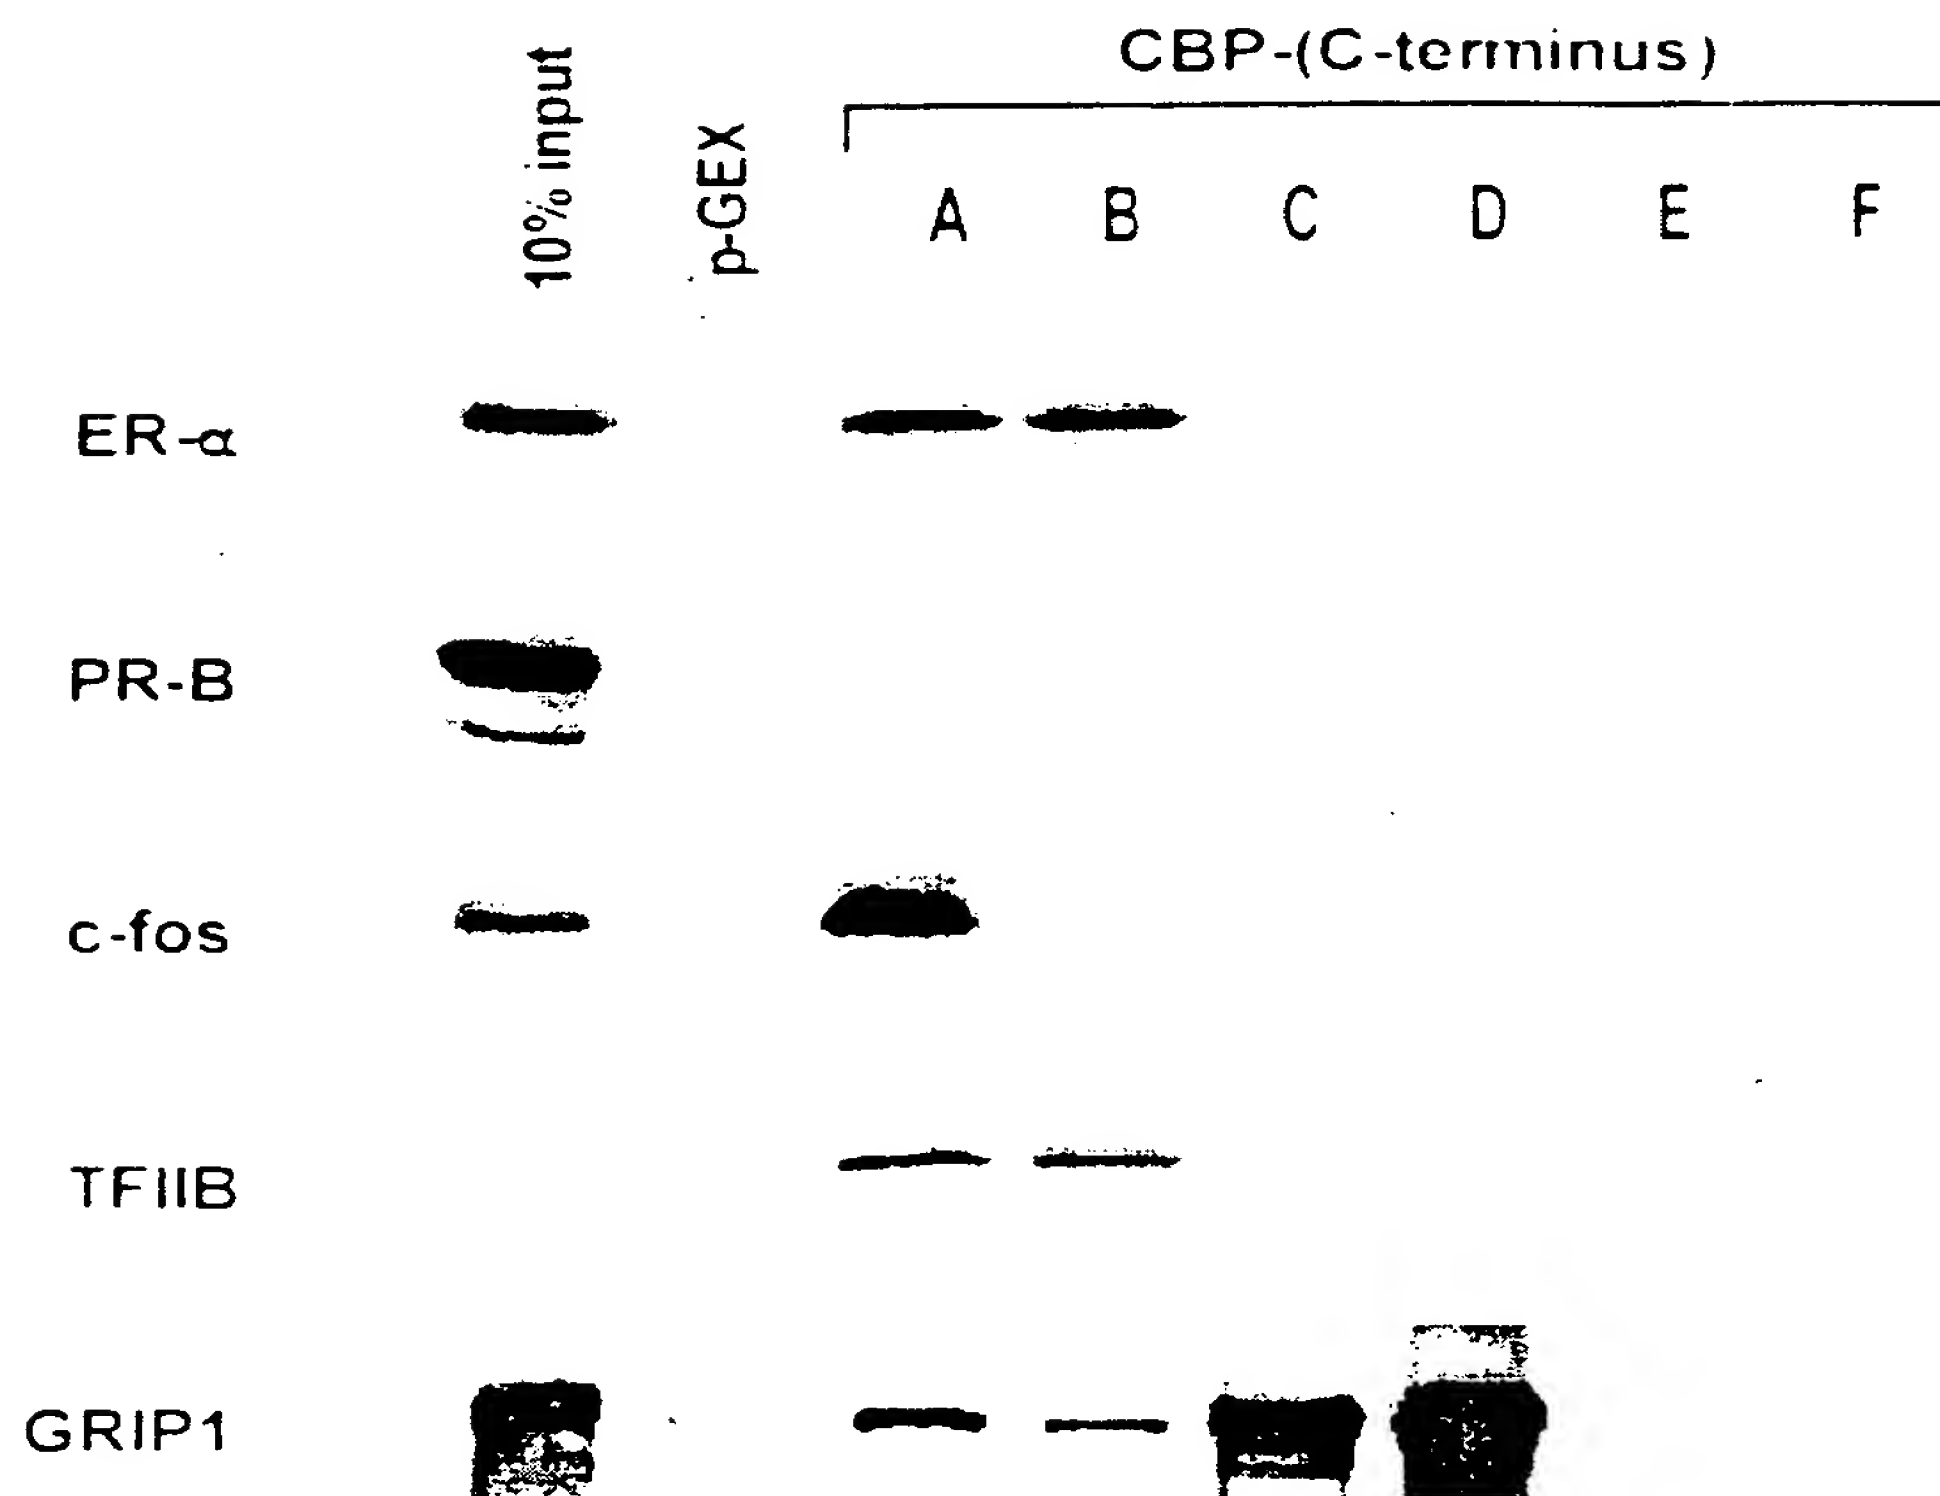 CBP-(C-terminus)
10% input
p-GEX
A B C D E F
ER-α
PR-B
c-fos
TFIIB
GRIP1